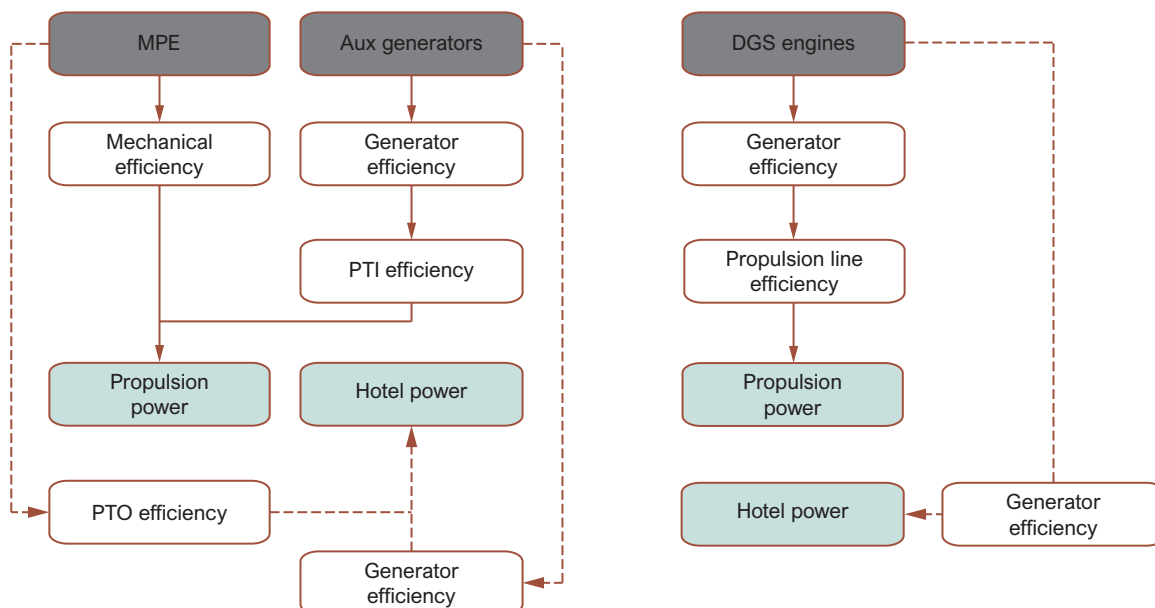 MPE
Aux generators
DGS engines
Mechanical
efficiency
Generator
efficiency
Generator
efficiency
PTI efficiency
Propulsion line
efficiency
Propulsion
power
Hotel power
Propulsion
power
PTO efficiency
Hotel power
Generator
efficiency
Generator
efficiency